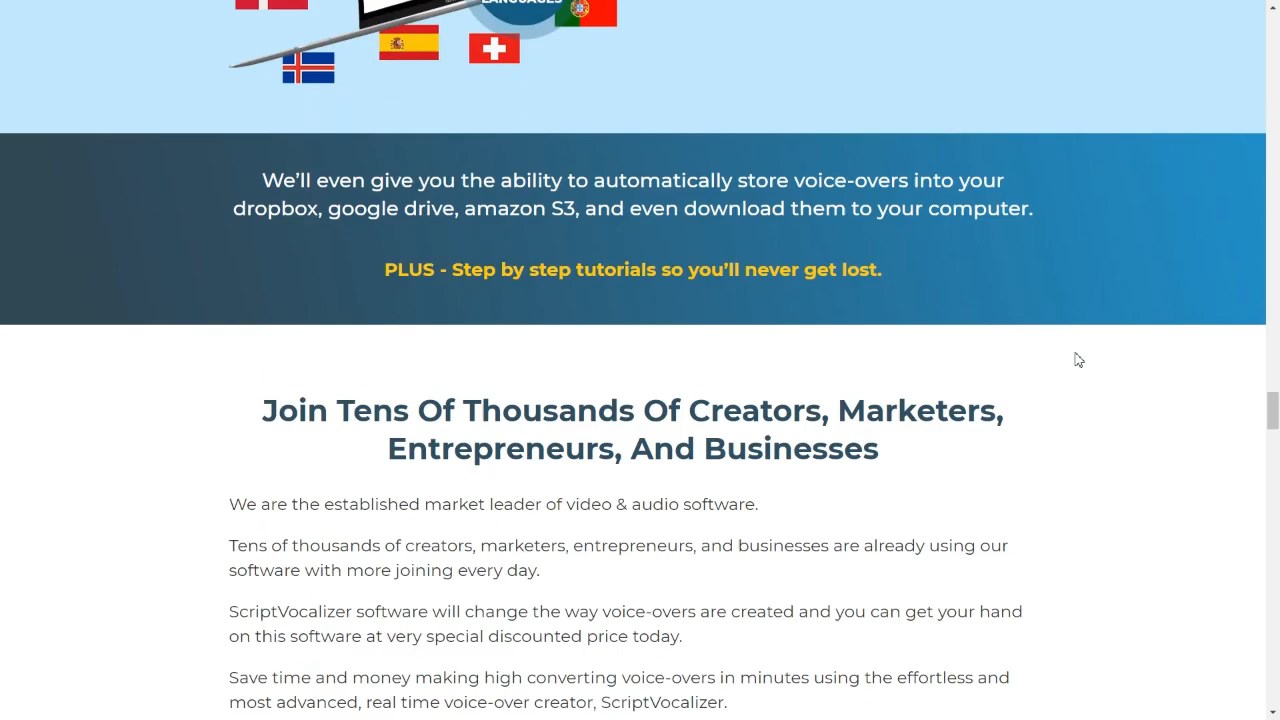 LANGUAGES
We’ll even give you the ability to automatically store voice-overs into your
dropbox, google drive, amazon S3, and even download them to your computer.
PLUS - Step by step tutorials so you’ll never get lost.
Join Tens Of Thousands Of Creators, Marketers,
Entrepreneurs, And Businesses
We are the established market leader of video & audio software.
Tens of thousands of creators, marketers, entrepreneurs, and businesses are already using our
software with more joining every day.
ScriptVocalizer software will change the way voice-overs are created and you can get your hand
on this software at very special discounted price today.
Save time and money making high converting voice-overs in minutes using the effortless and
most advanced, real time voice-over creator, ScriptVocalizer.